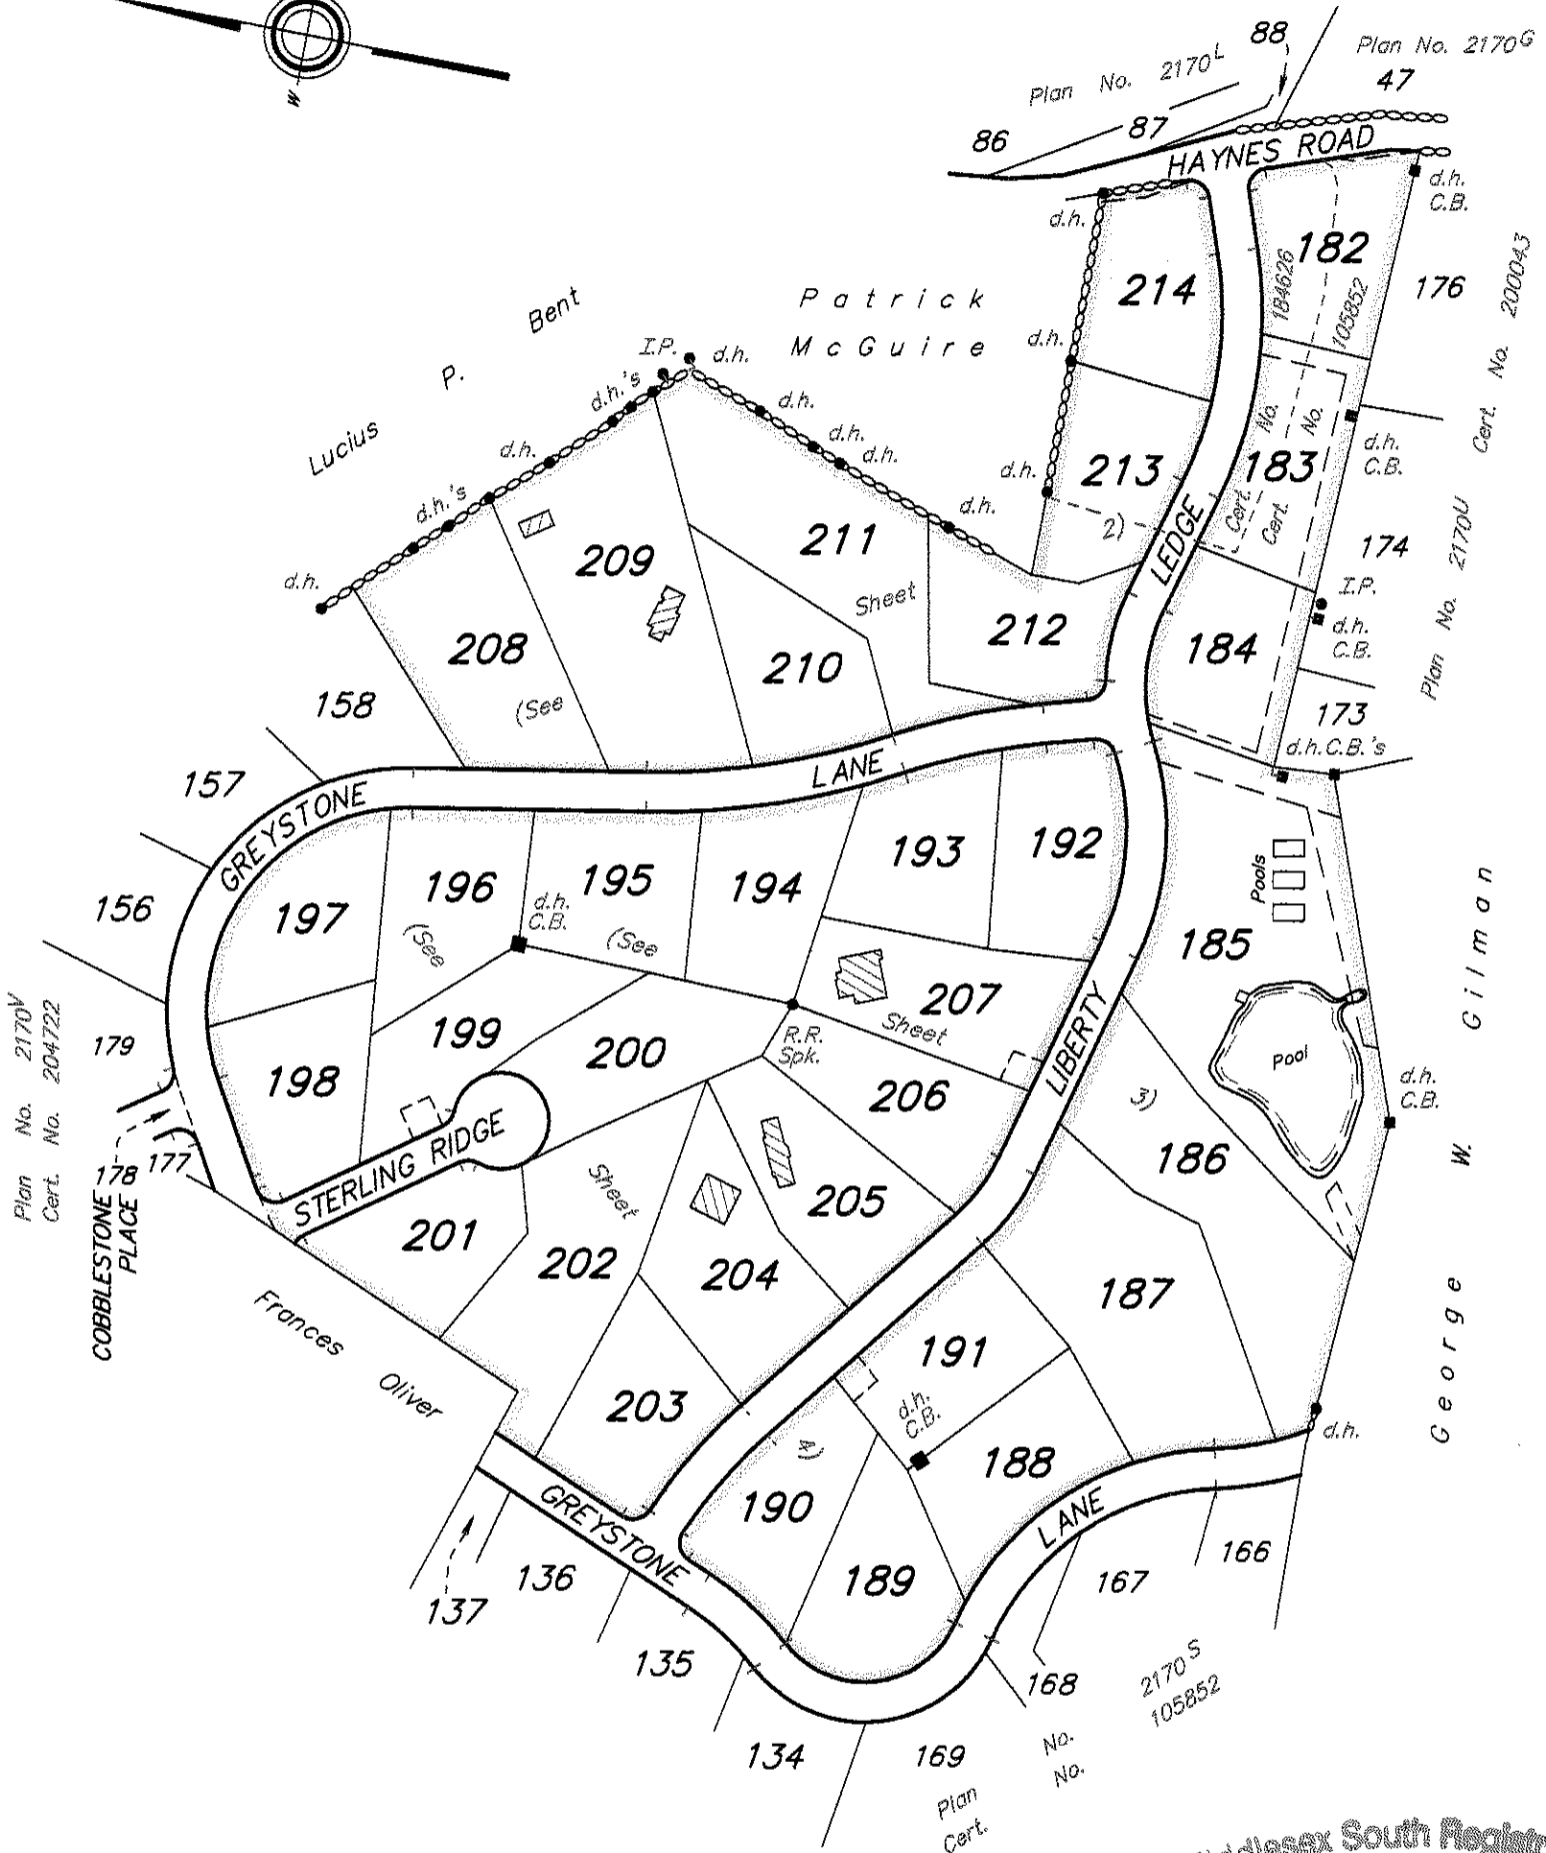 W
88
Plan No. 2170G
47
Plan No. 2170L
86
87
HAYNES ROAD
d.h.
C.B.
d.h.
182
214
184626
105852
176
Cert. No. 200043
Plan No. 2170U
Patrick
McGuire
Lucius P. Bent
I.P.
d.h.
d.h.
d.h.'s
d.h.
d.h.
d.h.
d.h.
d.h.'s
d.h.
d.h.
d.h.
213
2)
Cert. No.
Cert. No.
183
d.h.
C.B.
174
I.P.
d.h.
C.B.
LEDGE
209
211
Sheet
212
184
208
(See
210
158
173
d.h.C.B.'s
157
GREYSTONE LANE
156
197
196
(See
d.h.
C.B.
195
(See
194
193
192
Pools
185
Pool
George W. Gilman
Plan No. 2170V
Cert. No. 204722
179
199
200
R.R.
Spk.
207
Sheet
LIBERTY
198
206
3)
186
d.h.
C.B.
178
177
COBBLESTONE
PLACE
STERLING RIDGE
Sheet
205
201
202
204
187
Frances Oliver
191
203
d.h.
C.B.
d.h.
4)
188
190
GREYSTONE LANE
189
137
136
135
134
169
168
167
166
Plan No. 2170S
Cert. No. 105852
South Registr